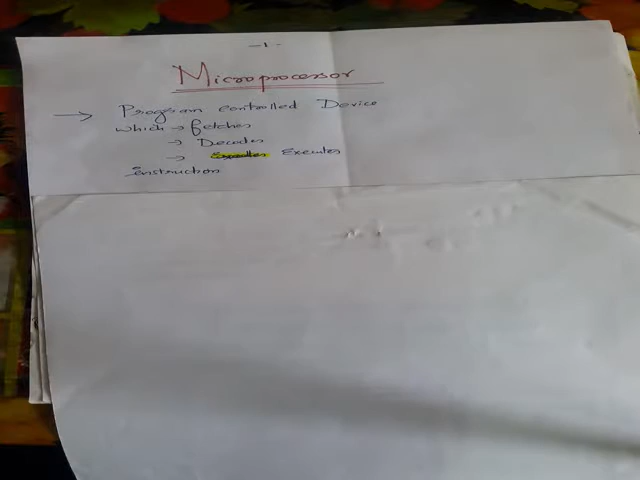 -1-
Microprocessor
→ Program controlled Device
which → fetches
→ Decodes
→ Executes
instruction